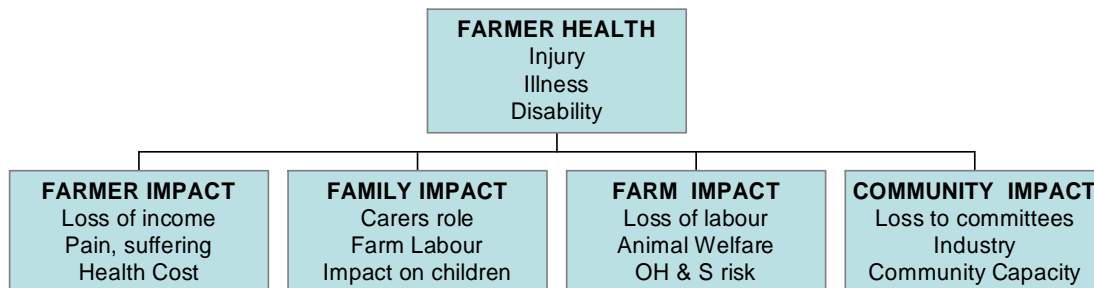 FARMER HEALTH
Injury
Illness
Disability
FARMER IMPACT
Loss of income
Pain, suffering
Health Cost
FAMILY IMPACT
Carers role
Farm Labour
Impact on children
FARM IMPACT
Loss of labour
Animal Welfare
OH & S risk
COMMUNITY IMPACT
Loss to committees
Industry
Community Capacity